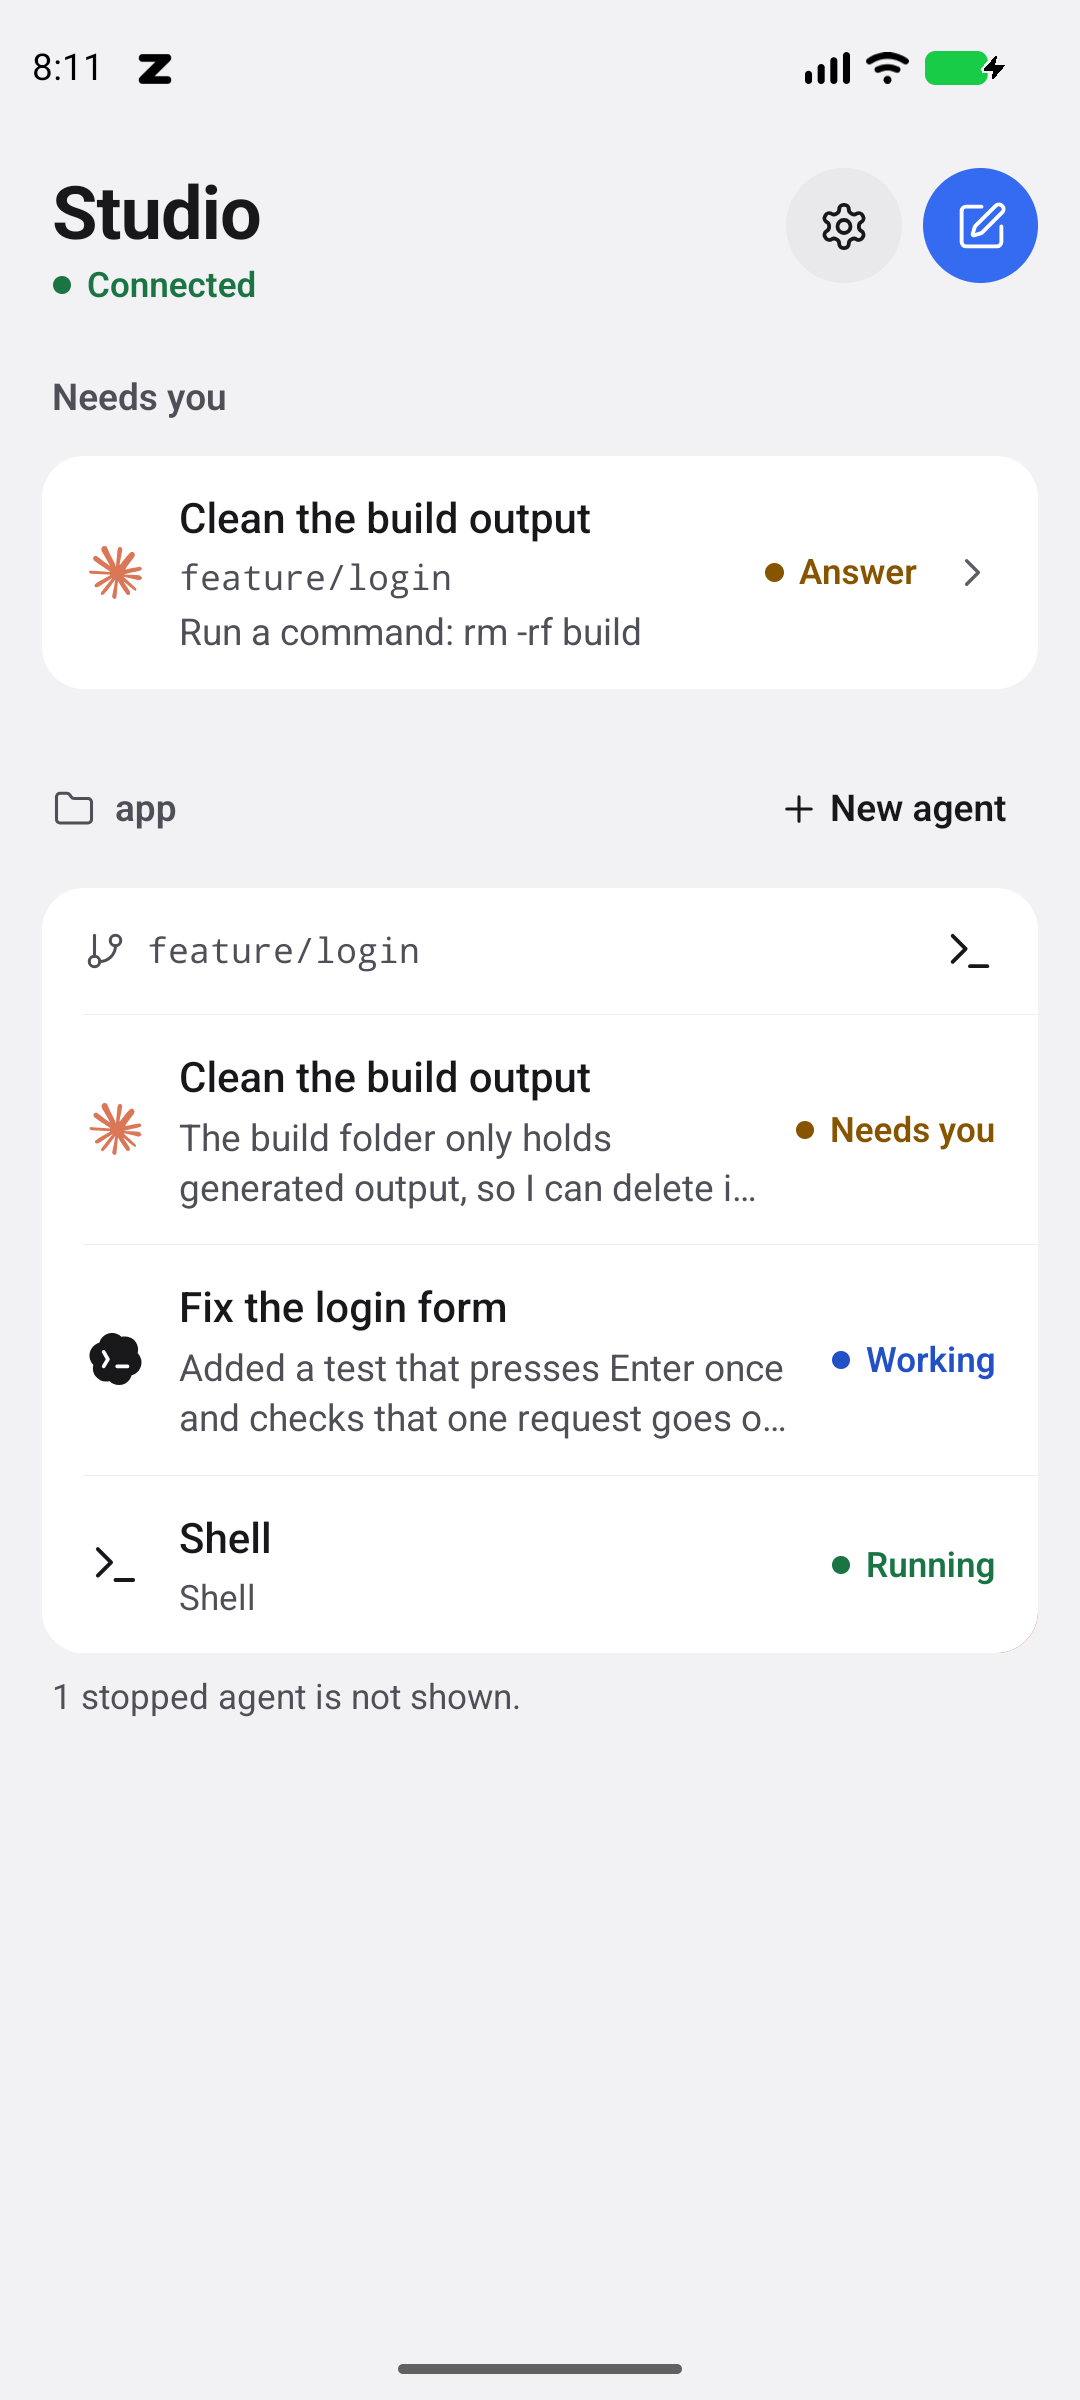 8:11
Studio
Connected
Needs you
Clean the build output
feature/login
Run a command: rm -rf build
Answer
app
New agent
feature/login
Clean the build output
The build folder only holds
generated output, so I can delete i…
Needs you
Fix the login form
Added a test that presses Enter once
and checks that one request goes o…
Working
Shell
Shell
Running
1 stopped agent is not shown.